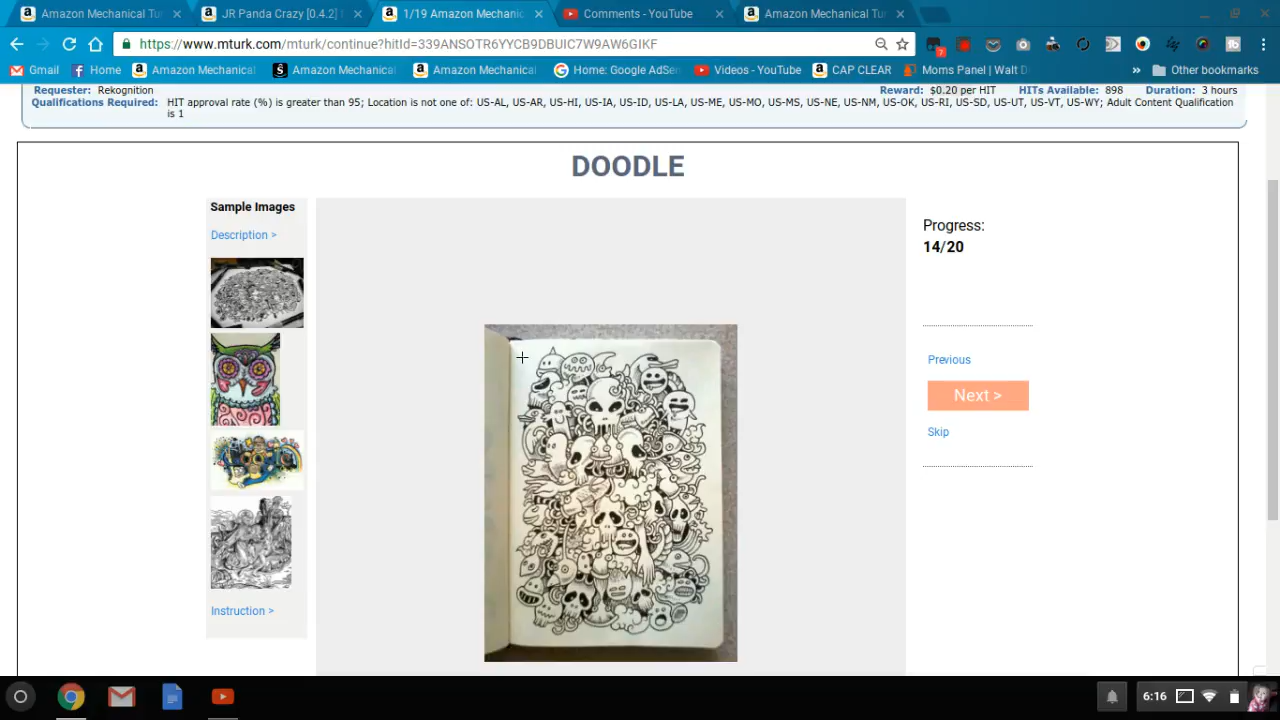 Amazon Mechanical Tu
JR Panda Crazy [0.4.2]
1/19 Amazon Mechanic
Comments - YouTube
Amazon Mechanical Tu
https://www.mturk.com/mturk/continue?hitId=339ANSOTR6YYCB9DBUIC7W9AW6GIKF
Gmail
Home
Amazon Mechanica
Amazon Mechanica
Amazon Mechanica
Home: Google AdSen
Videos - YouTube
CAP CLEAR
Moms Panel | Walt D
»
Other bookmarks
Requester: Rekognition
Reward: $0.20 per HIT
HITs Available: 898
Duration: 3 hours
Qualifications Required: HIT approval rate (%) is greater than 95; Location is not one of: US-AL, US-AR, US-HI, US-IA, US-ID, US-LA, US-ME, US-MO, US-MS, US-NE, US-NM, US-OK, US-RI, US-SD, US-UT, US-VT, US-WY; Adult Content Qualification
is 1
DOODLE
Sample Images
Description >
Instruction >
Progress:
14/20
Previous
Next >
Skip
6:16